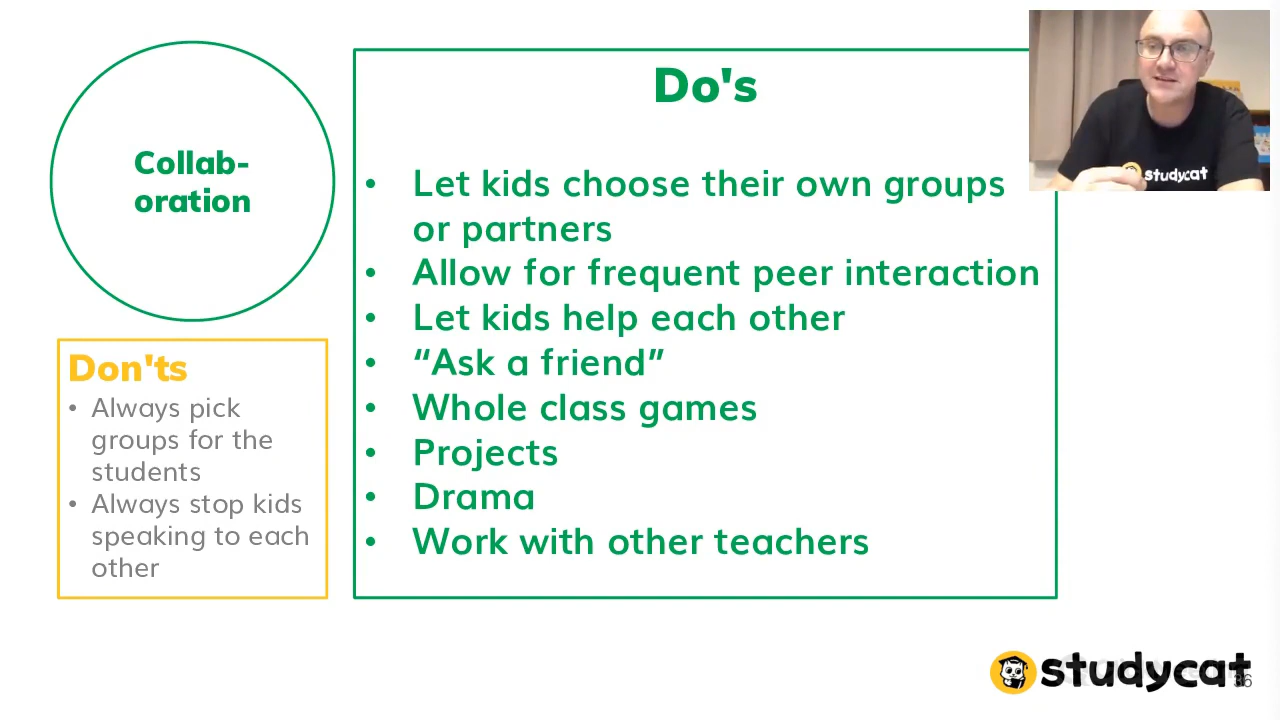 Collab-
oration
Do's
• Let kids choose their own groups
or partners
• Allow for frequent peer interaction
• Let kids help each other
• “Ask a friend”
• Whole class games
• Projects
• Drama
• Work with other teachers
Don'ts
• Always pick
groups for the
students
• Always stop kids
speaking to each
other
studycat
studycat
36